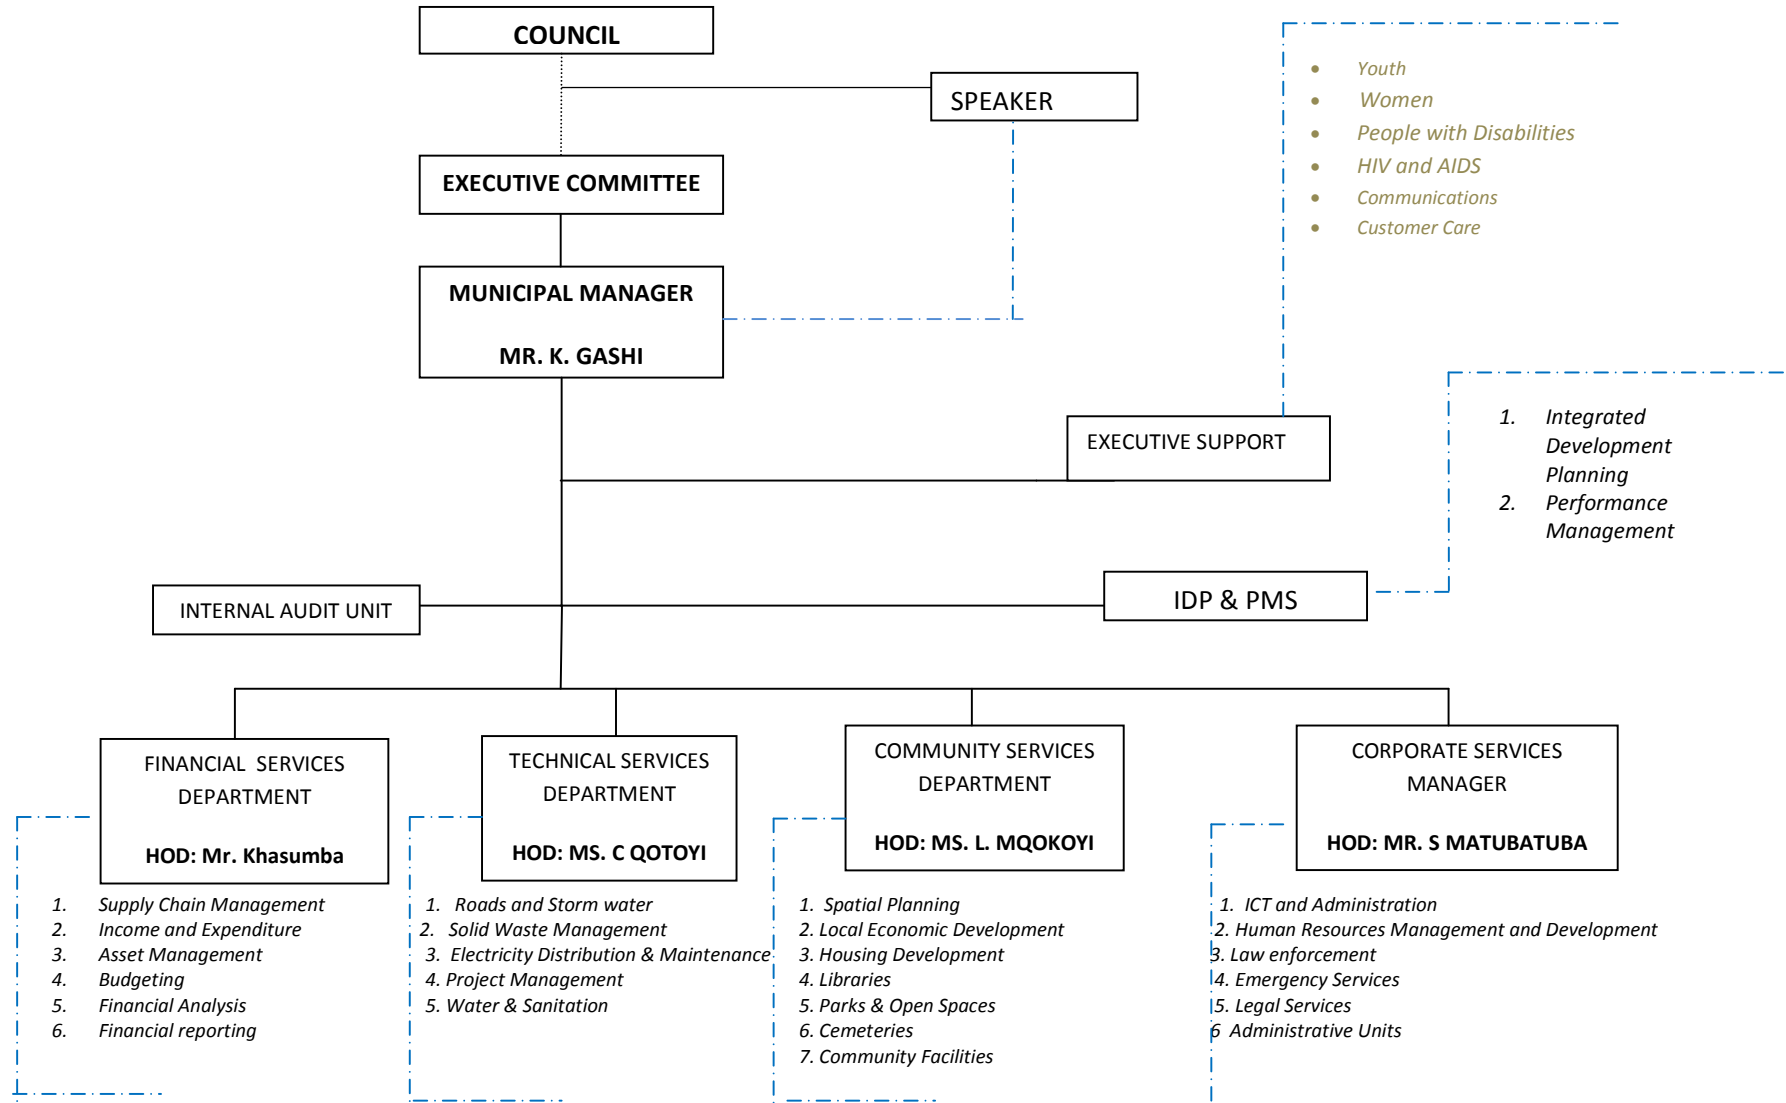 COUNCIL
SPEAKER
• Youth
• Women
• People with Disabilities
• HIV and AIDS
• Communications
• Customer Care
EXECUTIVE COMMITTEE
MUNICIPAL MANAGER
MR. K. GASHI
EXECUTIVE SUPPORT
1. Integrated
Development
Planning
2. Performance
Management
INTERNAL AUDIT UNIT
IDP & PMS
FINANCIAL SERVICES
DEPARTMENT
HOD: Mr. Khasumba
1. Supply Chain Management
2. Income and Expenditure
3. Asset Management
4. Budgeting
5. Financial Analysis
6. Financial reporting
TECHNICAL SERVICES
DEPARTMENT
HOD: MS. C QOTOYI
1. Roads and Storm water
2. Solid Waste Management
3. Electricity Distribution & Maintenance
4. Project Management
5. Water & Sanitation
COMMUNITY SERVICES
DEPARTMENT
HOD: MS. L. MQOKOYI
1. Spatial Planning
2. Local Economic Development
3. Housing Development
4. Libraries
5. Parks & Open Spaces
6. Cemeteries
7. Community Facilities
CORPORATE SERVICES
MANAGER
HOD: MR. S MATUBATUBA
1. ICT and Administration
2. Human Resources Management and Development
3. Law enforcement
4. Emergency Services
5. Legal Services
6 Administrative Units